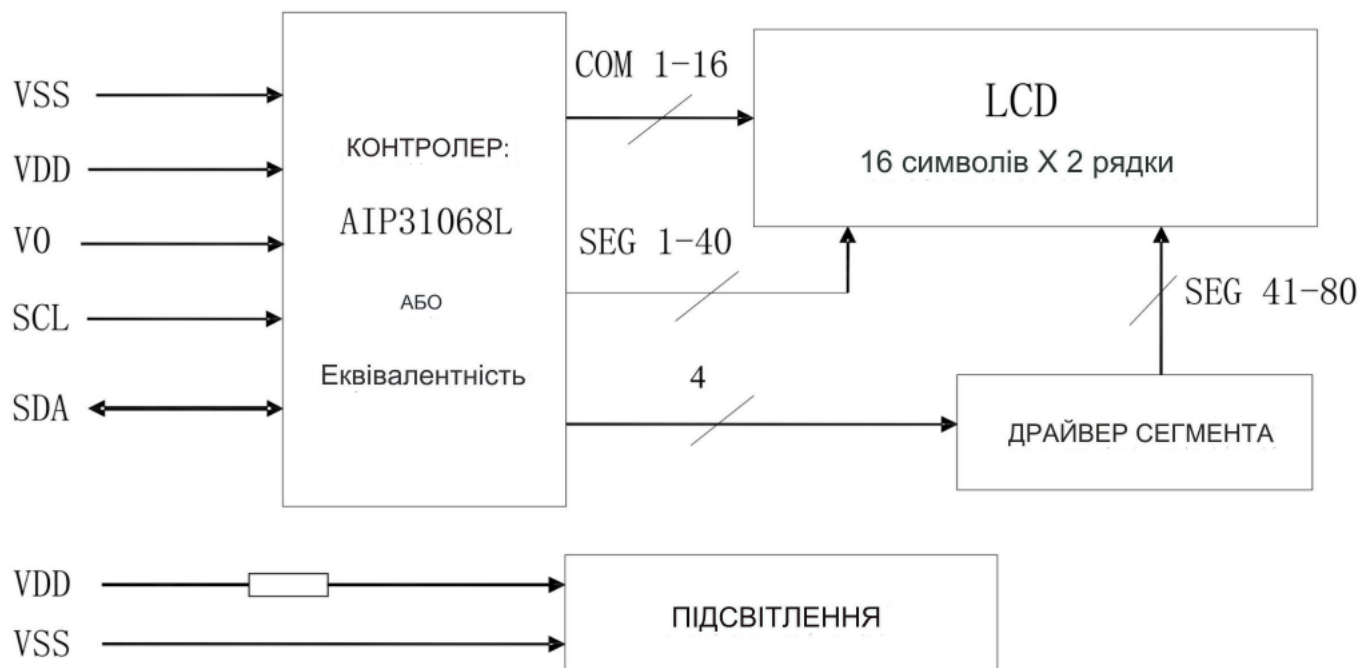 VSS
VDD
V0
SCL
SDA
КОНТРОЛЕР:
AIP31068L
АБО
Еквівалентність
COM 1-16
SEG 1-40
4
LCD
16 символів X 2 рядки
SEG 41-80
ДРАЙВЕР СЕГМЕНТА
VDD
VSS
ПІДСВІТЛЕННЯ